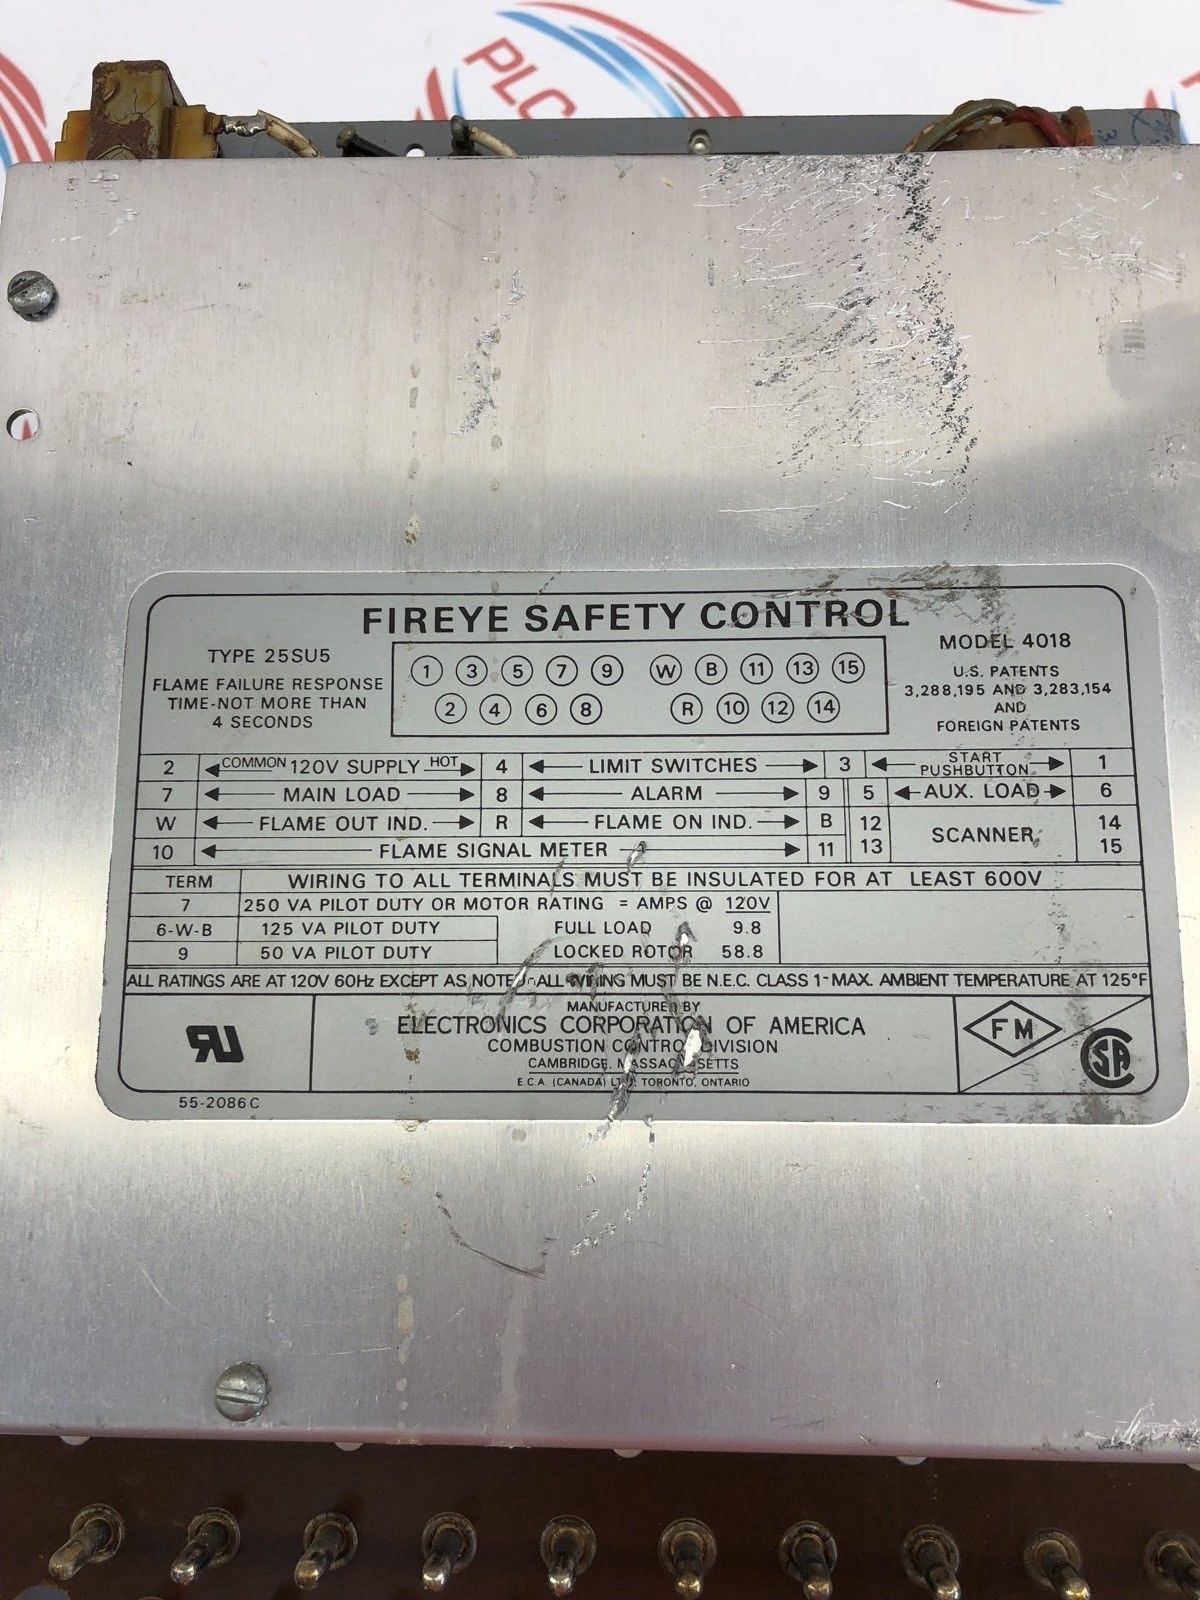 PLC
FIREYE SAFETY CONTROL
TYPE 25SU5
FLAME FAILURE RESPONSE
TIME-NOT MORE THAN
4 SECONDS
1 3 5 7 9 W B 11 13 15
2 4 6 8 R 10 12 14
MODEL 4018
U.S. PATENTS
3,288,195 AND 3,283,154
AND
FOREIGN PATENTS
2 COMMON 120V SUPPLY HOT 4 LIMIT SWITCHES 3 START PUSHBUTTON 1
7 MAIN LOAD 8 ALARM 9 5 AUX. LOAD 6
W FLAME OUT IND. R FLAME ON IND. B 12 SCANNER 14
10 FLAME SIGNAL METER 11 13 15
TERM WIRING TO ALL TERMINALS MUST BE INSULATED FOR AT LEAST 600V
7 250 VA PILOT DUTY OR MOTOR RATING = AMPS @ 120V
6-W-B 125 VA PILOT DUTY FULL LOAD 9.8
9 50 VA PILOT DUTY LOCKED ROTOR 58.8
ALL RATINGS ARE AT 120V 60Hz EXCEPT AS NOTED-ALL WIRING MUST BE N.E.C. CLASS 1-MAX. AMBIENT TEMPERATURE AT 125°F
MANUFACTURED BY
ELECTRONICS CORPORATION OF AMERICA
COMBUSTION CONTROL DIVISION
CAMBRIDGE, MASSACHUSETTS
E.C.A. (CANADA) LTD. TORONTO, ONTARIO
FM
SA
55-2086C